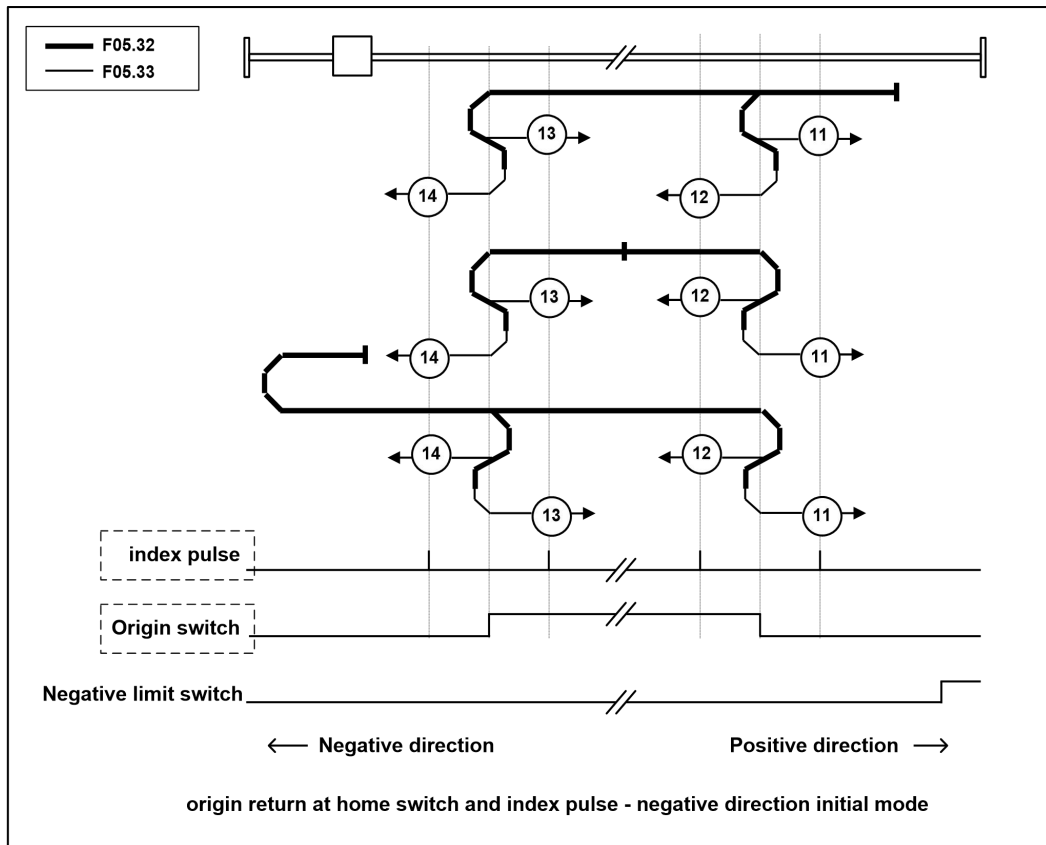 F05.32
F05.33
13
11
14
12
13
12
14
11
14
12
13
11
index pulse
Origin switch
Negative limit switch
Negative direction
Positive direction
origin return at home switch and index pulse - negative direction initial mode